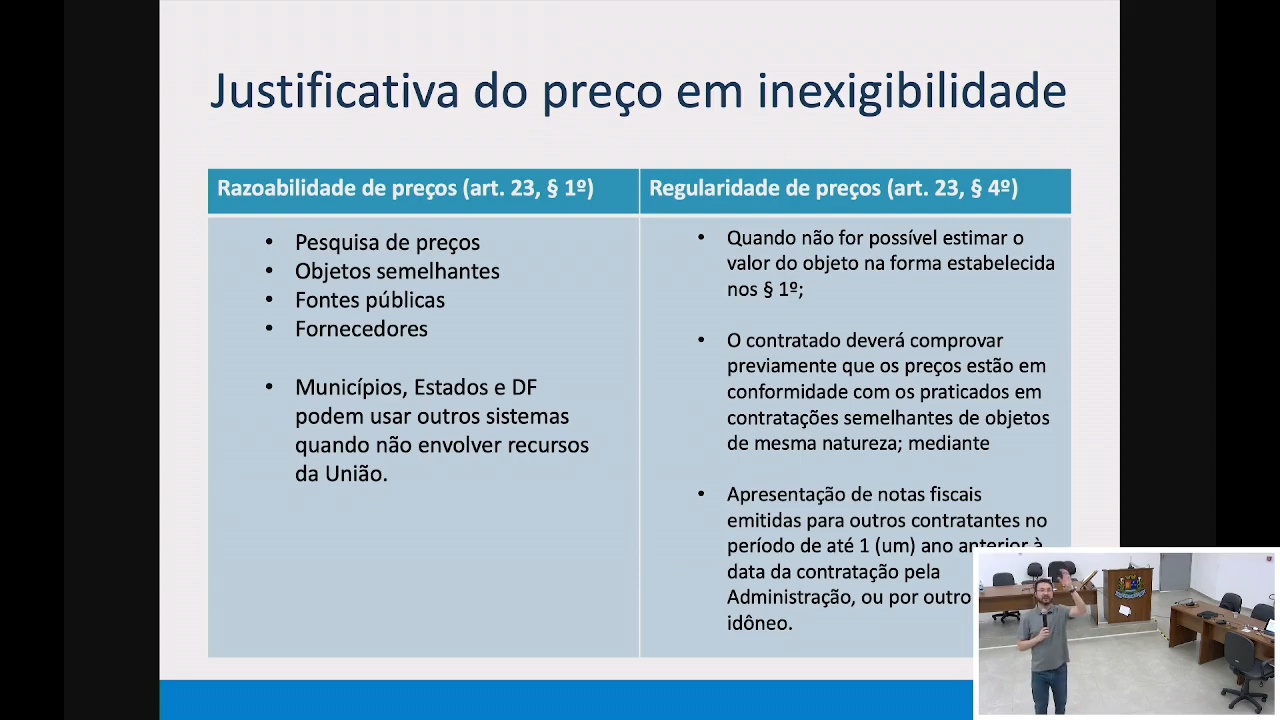 Justificativa do preço em inexigibilidade
Razoabilidade de preços (art. 23, § 1º)
• Pesquisa de preços
• Objetos semelhantes
• Fontes públicas
• Fornecedores
• Municípios, Estados e DF
podem usar outros sistemas
quando não envolver recursos
da União.
Regularidade de preços (art. 23, § 4º)
• Quando não for possível estimar o
valor do objeto na forma estabelecida
nos § 1º;
• O contratado deverá comprovar
previamente que os preços estão em
conformidade com os praticados em
contratações semelhantes de objetos
de mesma natureza; mediante
• Apresentação de notas fiscais
emitidas para outros contratantes no
período de até 1 (um) ano anterior à
data da contratação pela
Administração, ou por outro
idôneo.